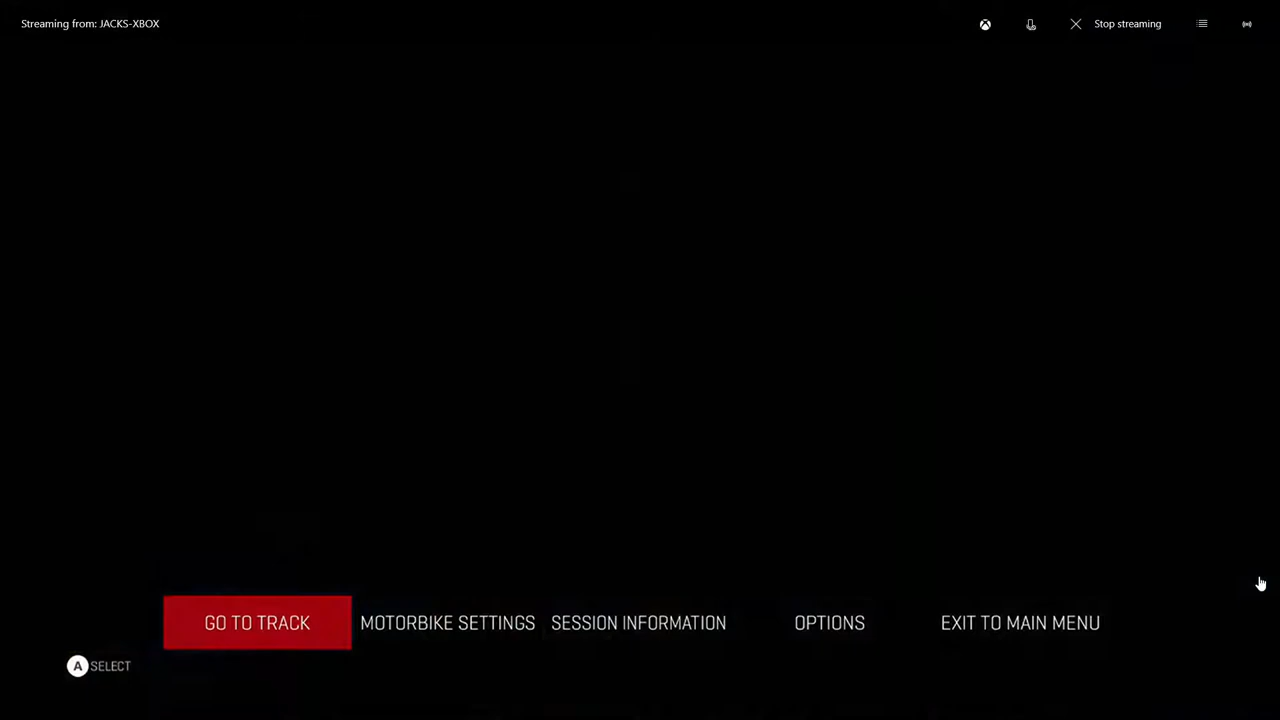 Streaming from: JACKS-XBOX
Stop streaming
GO TO TRACK
MOTORBIKE SETTINGS
SESSION INFORMATION
OPTIONS
EXIT TO MAIN MENU
A SELECT